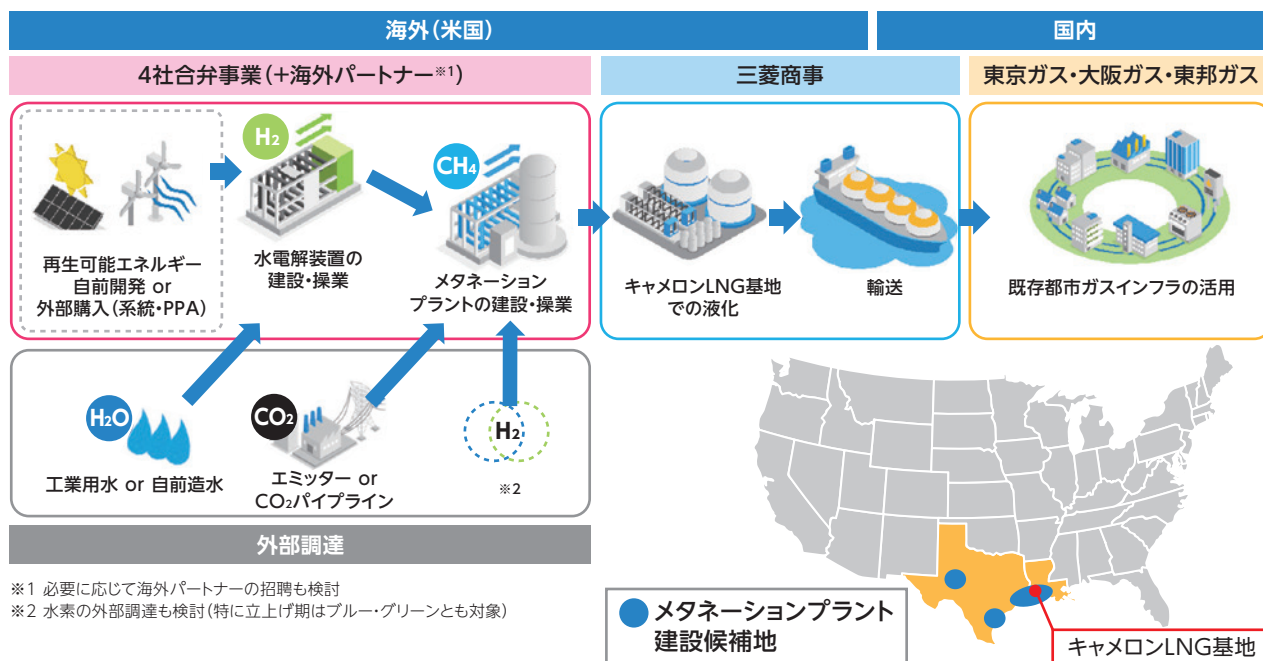 海外（米国）
国内
4社合弁事業（＋海外パートナー※1）
三菱商事
東京ガス・大阪ガス・東邦ガス
H2
CH4
再生可能エネルギー
自前開発 or
外部購入（系統・PPA）
水電解装置の
建設・操業
メタネーション
プラントの建設・操業
キャメロンLNG基地
での液化
輸送
既存都市ガスインフラの活用
H2O
CO2
H2
工業用水 or 自前造水
エミッター or
CO2パイプライン
※2
外部調達
※1 必要に応じて海外パートナーの招聘も検討
※2 水素の外部調達も検討（特に立上げ期はブルー・グリーンとも対象）
メタネーションプラント
建設候補地
キャメロンLNG基地